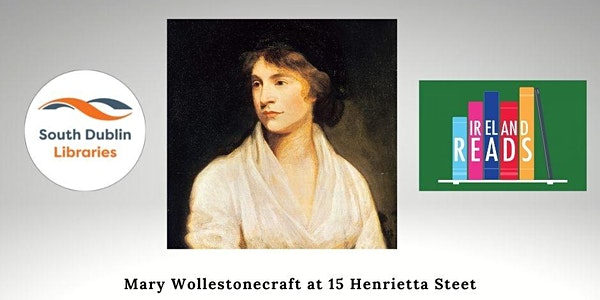 South Dublin
Libraries
IRELAND
READS
Mary Wollestonecraft at 15 Henrietta Steet